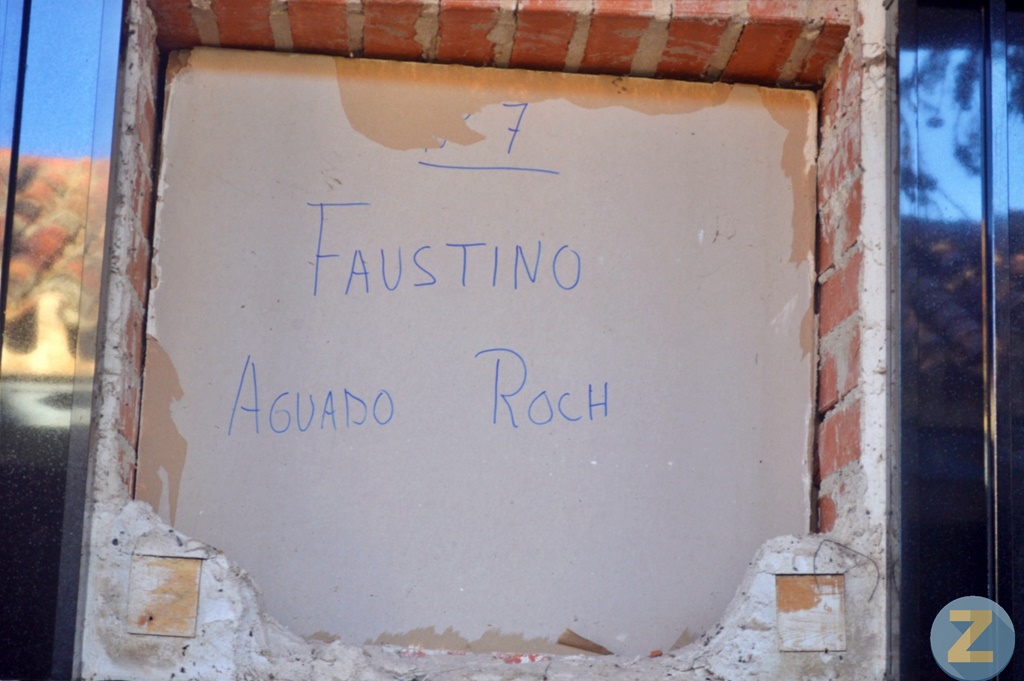 7
FAUSTINO
AGUADO ROCH
Z